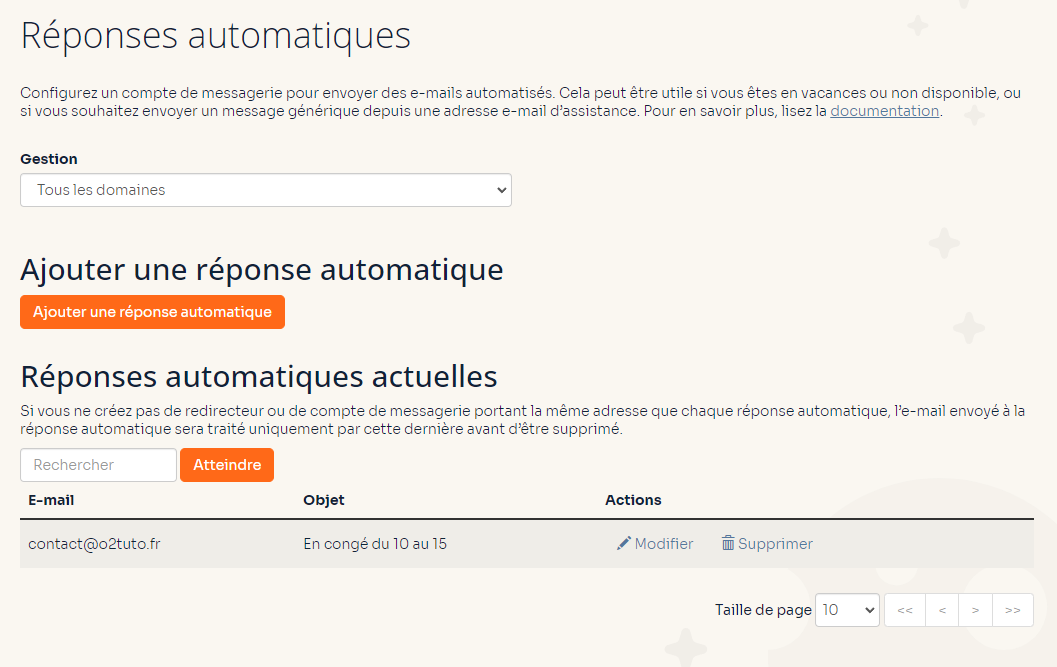 Réponses automatiques
Configurez un compte de messagerie pour envoyer des e-mails automatisés. Cela peut être utile si vous êtes en vacances ou non disponible, ou
si vous souhaitez envoyer un message générique depuis une adresse e-mail d’assistance. Pour en savoir plus, lisez la documentation.
Gestion
Tous les domaines
Ajouter une réponse automatique
Ajouter une réponse automatique
Réponses automatiques actuelles
Si vous ne créez pas de redirecteur ou de compte de messagerie portant la même adresse que chaque réponse automatique, l’e-mail envoyé à la
réponse automatique sera traité uniquement par cette dernière avant d’être supprimé.
Rechercher Atteindre
E-mail Objet Actions
contact@o2tuto.fr En congé du 10 au 15 Modifier Supprimer
Taille de page 10 << < > >>